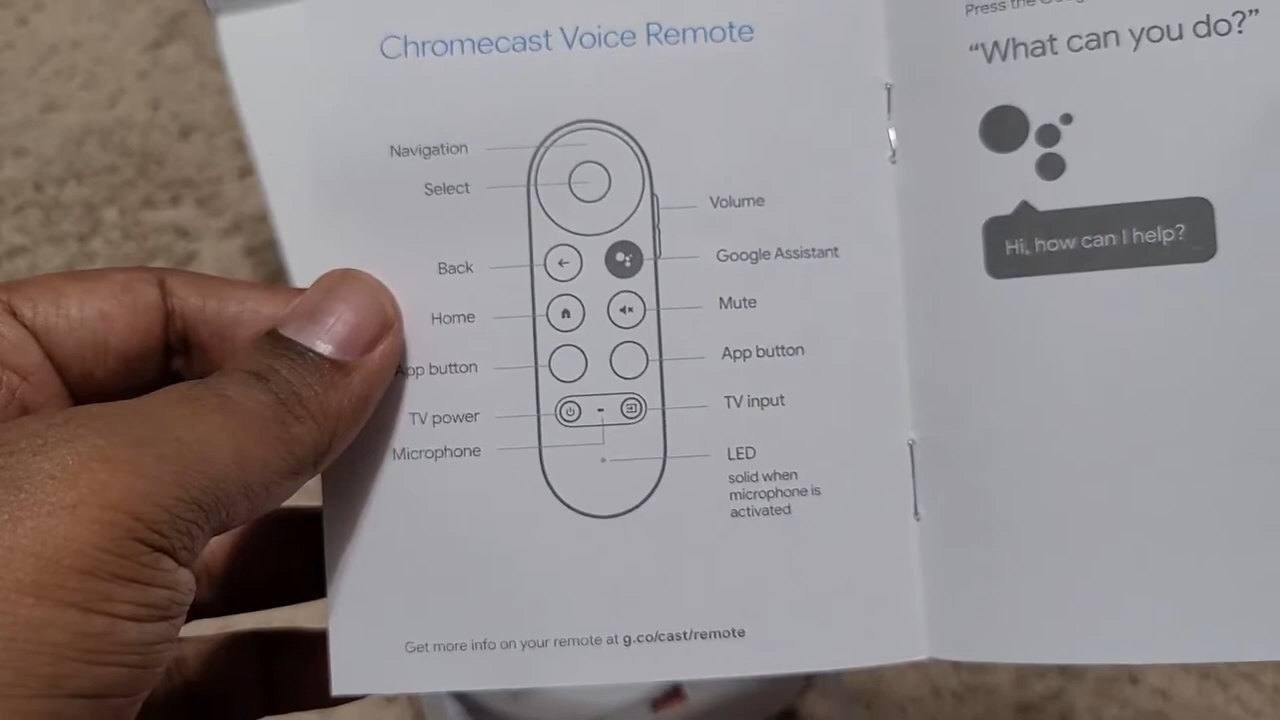 Chromecast Voice Remote
Navigation
Select
Back
Home
App button
TV power
Microphone
Volume
Google Assistant
Mute
App button
TV input
LED
solid when
microphone is
activated
Get more info on your remote at g.co/cast/remote
Press the
“What can you do?”
Hi, how can I help?